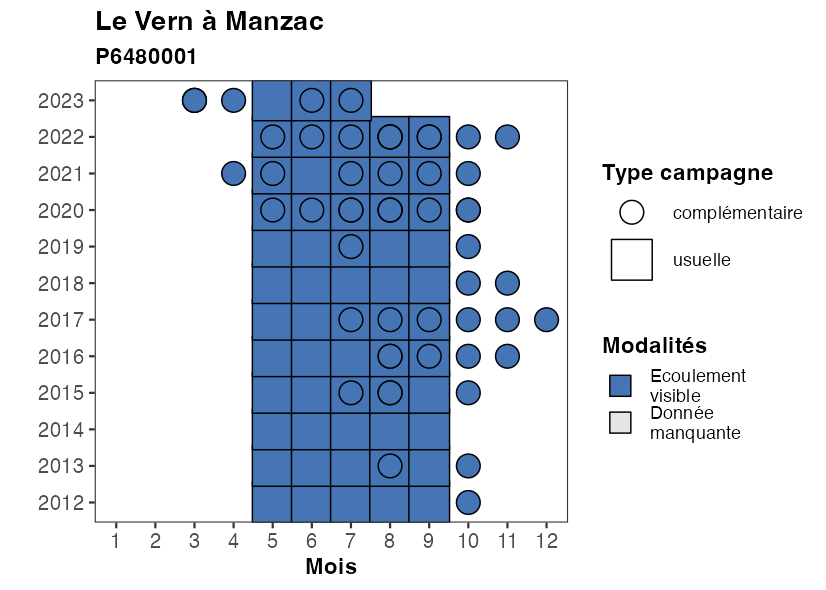 Le Vern à Manzac
P6480001
2023
2022
2021
2020
2019
2018
2017
2016
2015
2014
2013
2012
1 2 3 4 5 6 7 8 9 10 11 12
Mois
Type campagne
complémentaire
usuelle
Modalités
Ecoulement
visible
Donnée
manquante